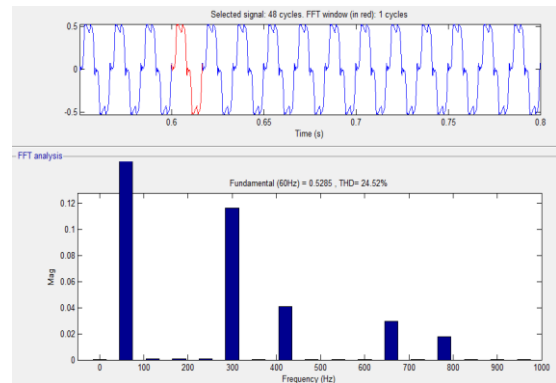 Selected signal: 48 cycles. FFT window (in red): 1 cycles
0.5
0
-0.5
0.6 0.65 0.7 0.75 0.8
Time (s)
FFT analysis
Fundamental (60Hz) = 0.5285 , THD= 24.52%
0.12
0.1
0.08
0.06
0.04
0.02
0
Mag
0 100 200 300 400 500 600 700 800 900 1000
Frequency (Hz)